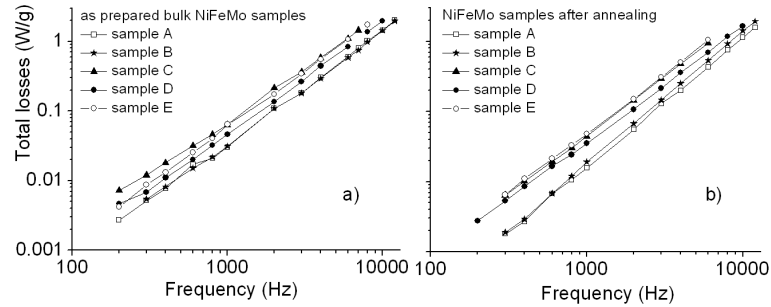 as prepared bulk NiFeMo samples
sample A
sample B
sample C
sample D
sample E
a)
Total losses (W/g)
1
0.1
0.01
0.001
100
1000
10000
Frequency (Hz)
NiFeMo samples after annealing
sample A
sample B
sample C
sample D
sample E
b)
100
1000
10000
Frequency (Hz)